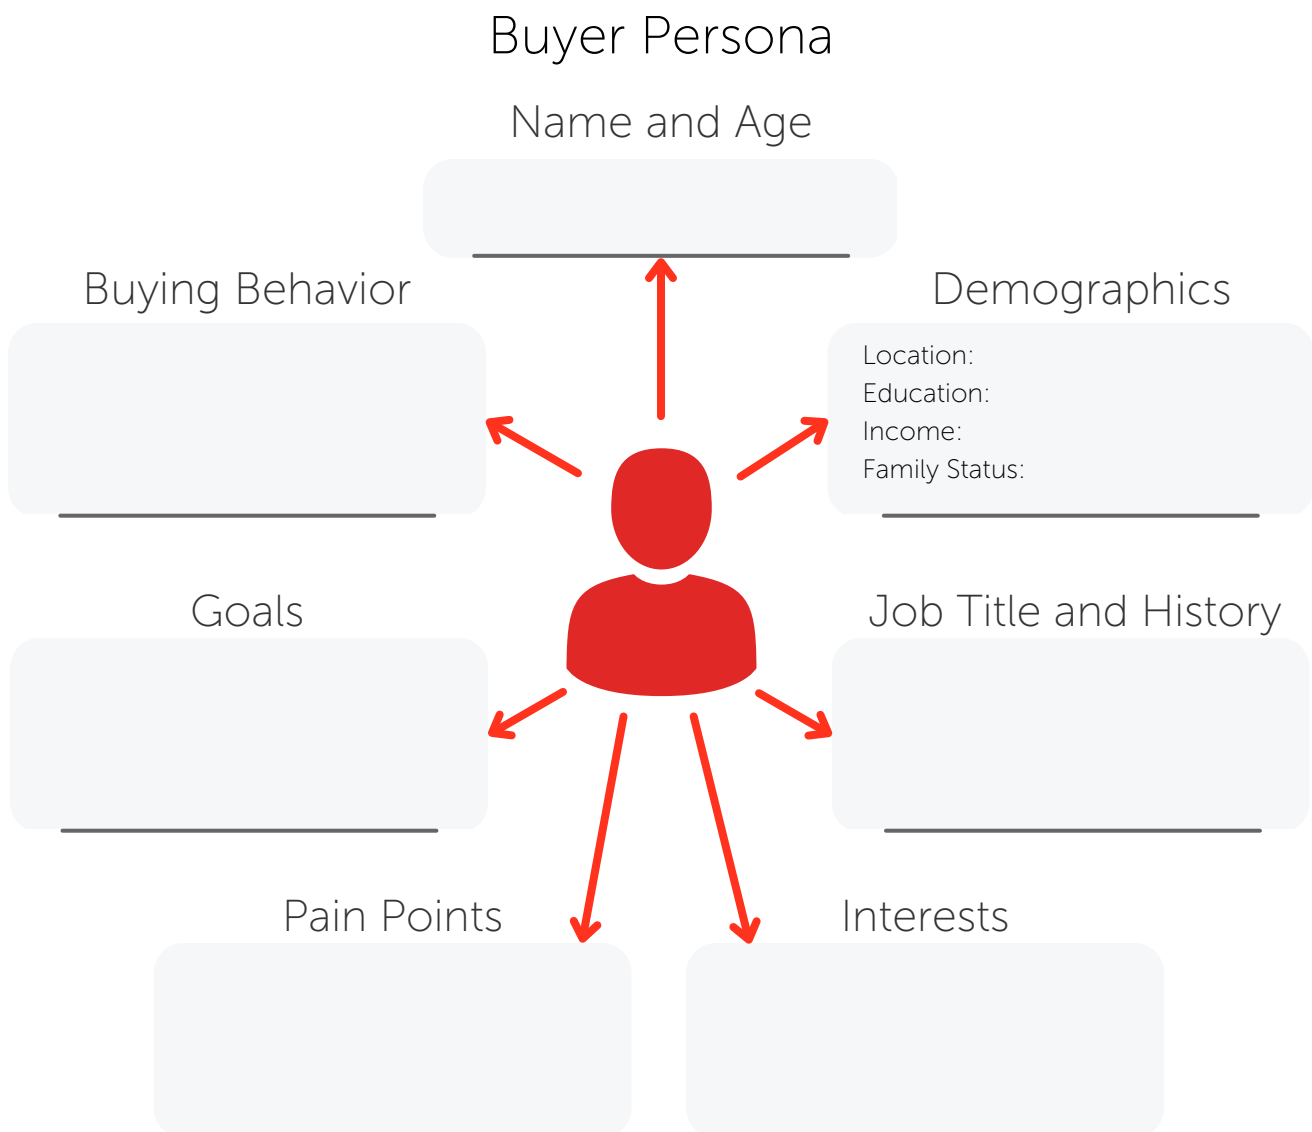 Buyer Persona
Name and Age
Buying Behavior
Demographics
Location:
Education:
Income:
Family Status:
Goals
Job Title and History
Pain Points
Interests